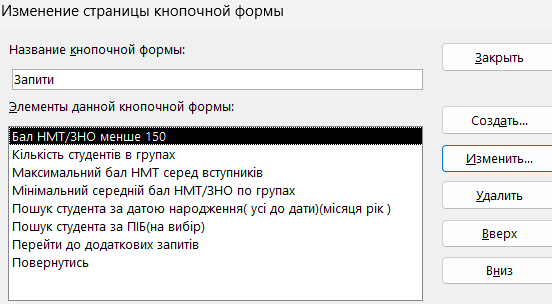 Изменение страницы кнопочной формы
Название кнопочной формы:
Закрыть
Запити
Элементы данной кнопочной формы:
Создать...
Бал НМТ/ЗНО менше 150
Кількість студентів в групах
Изменить...
Максимальний бал НМТ серед вступників
Мінімальний середній бал НМТ/ЗНО по групах
Удалить
Пошук студента за датою народження( усі до дати)(місяця рік )
Пошук студента за ПІБ(на вибір)
Вверх
Перейти до додаткових запитів
Повернутись
Вниз